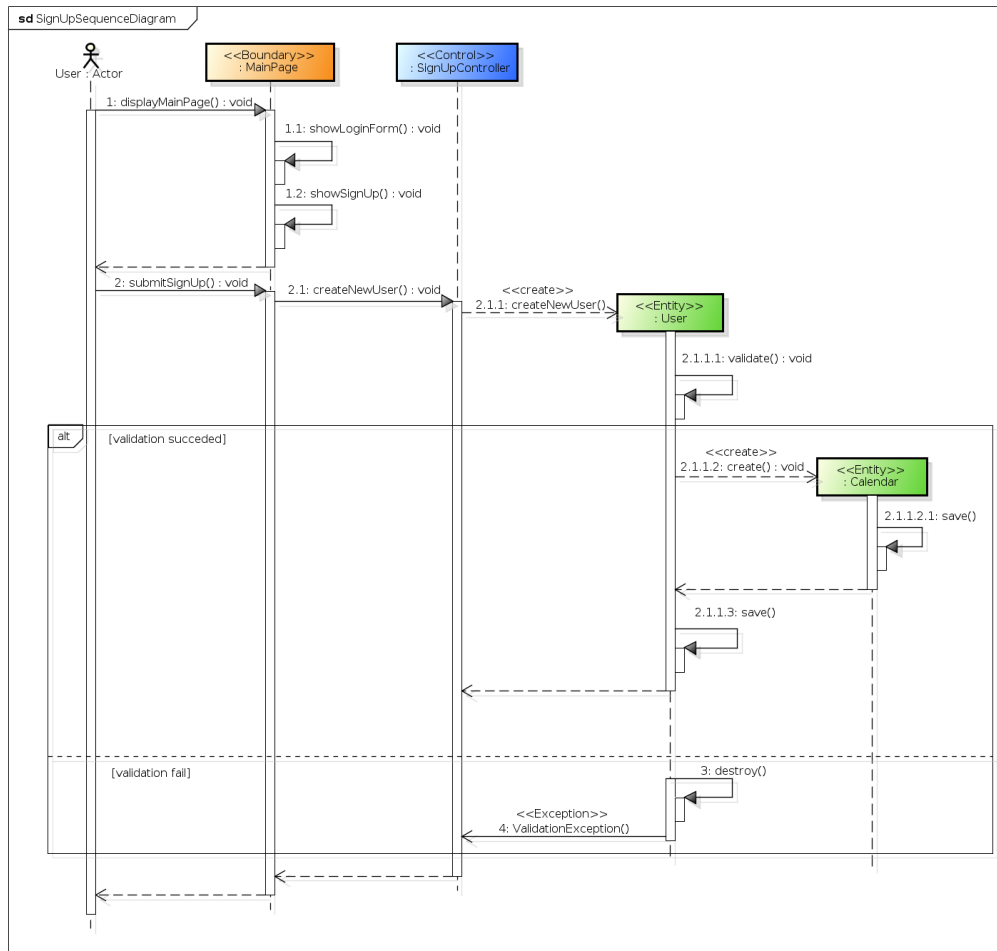 sd SignUpSequenceDiagram
User : Actor
<<Boundary>>
: MainPage
<<Control>>
: SignUpController
1: displayMainPage() : void
1.1: showLoginForm() : void
1.2: showSignUp() : void
2: submitSignUp() : void
2.1: createNewUser() : void
<<create>>
2.1.1: createNewUser()
<<Entity>>
: User
2.1.1.1: validate() : void
alt
[validation succeded]
<<create>>
2.1.1.2: create() : void
<<Entity>>
: Calendar
2.1.1.2.1: save()
2.1.1.3: save()
[validation fail]
3: destroy()
<<Exception>>
4: ValidationException()